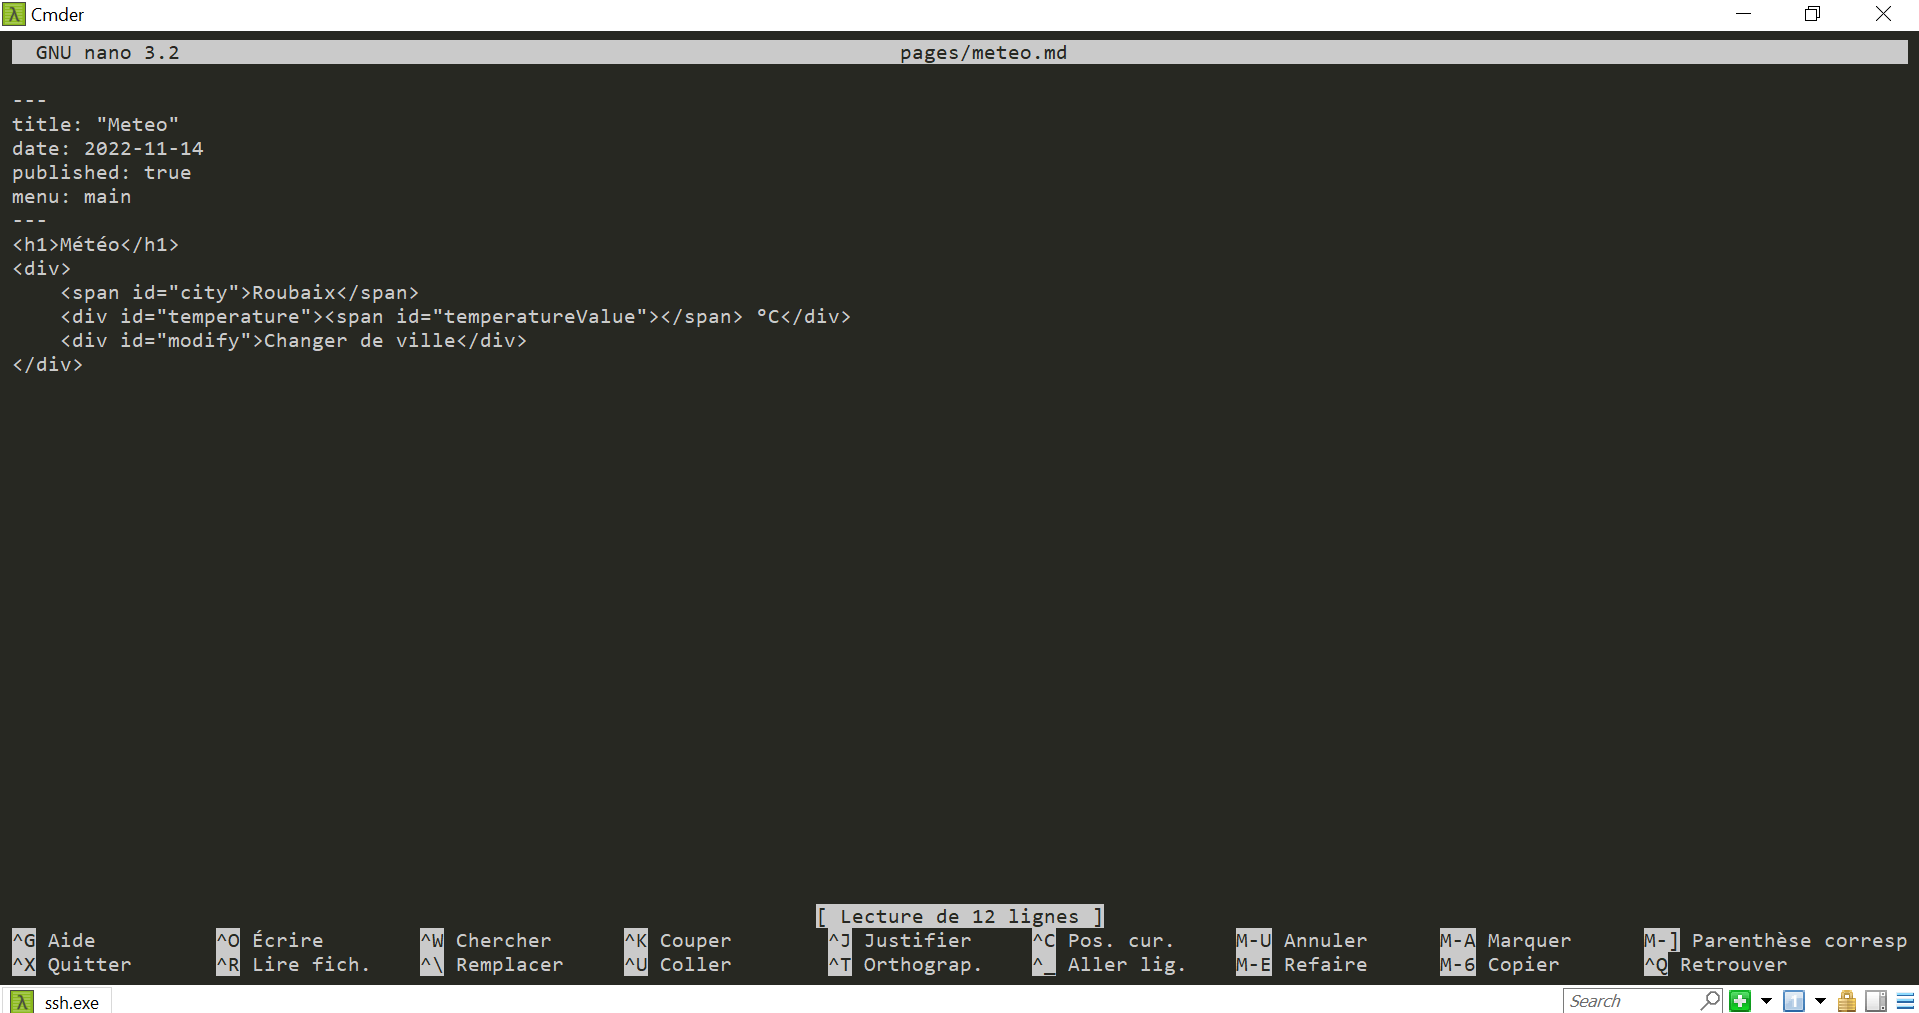 Cmder
GNU nano 3.2 pages/meteo.md
---
title: "Meteo"
date: 2022-11-14
published: true
menu: main
---
<h1>Météo</h1>
<div>
    <span id="city">Roubaix</span>
    <div id="temperature"><span id="temperatureValue"></span> °C</div>
    <div id="modify">Changer de ville</div>
</div>
[ Lecture de 12 lignes ]
^G Aide ^O Écrire ^W Chercher ^K Couper ^J Justifier ^C Pos. cur. M-U Annuler M-A Marquer M-] Parenthèse corresp
^X Quitter ^R Lire fich. ^\ Remplacer ^U Coller ^T Orthograp. ^_ Aller lig. M-E Refaire M-6 Copier ^Q Retrouver
ssh.exe Search